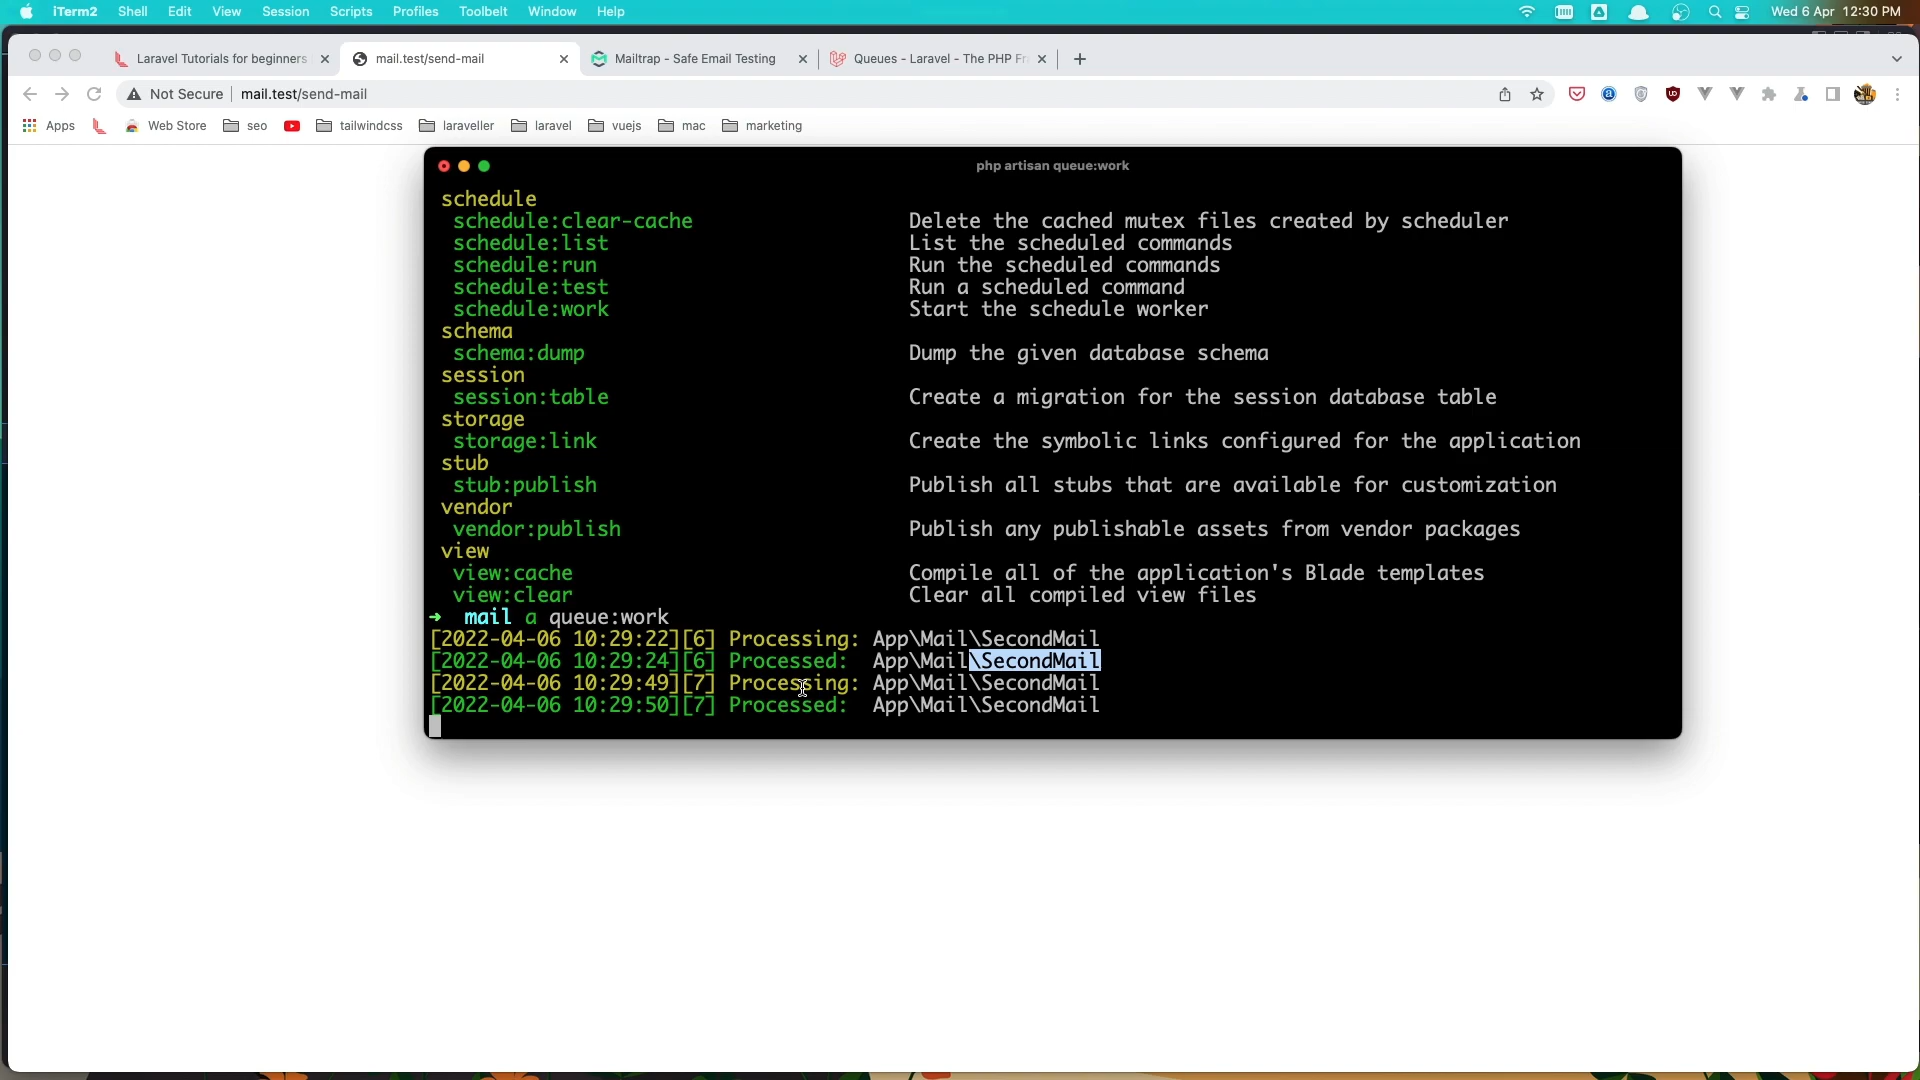 iTerm2 Shell Edit View Session Scripts Profiles Toolbelt Window Help Wed 6 Apr 12:30 PM
Laravel Tutorials for beginners mail.test/send-mail Mailtrap - Safe Email Testing Queues - Laravel - The PHP Fr
Not Secure mail.test/send-mail
Apps Web Store seo tailwindcss laraveller laravel vuejs mac marketing
php artisan queue:work
schedule
schedule:clear-cache Delete the cached mutex files created by scheduler
schedule:list List the scheduled commands
schedule:run Run the scheduled commands
schedule:test Run a scheduled command
schedule:work Start the schedule worker
schema
schema:dump Dump the given database schema
session
session:table Create a migration for the session database table
storage
storage:link Create the symbolic links configured for the application
stub
stub:publish Publish all stubs that are available for customization
vendor
vendor:publish Publish any publishable assets from vendor packages
view
view:cache Compile all of the application's Blade templates
view:clear Clear all compiled view files
➜ mail a queue:work
[2022-04-06 10:29:22][6] Processing: App\Mail\SecondMail
[2022-04-06 10:29:24][6] Processed: App\Mail\SecondMail
[2022-04-06 10:29:49][7] Processing: App\Mail\SecondMail
[2022-04-06 10:29:50][7] Processed: App\Mail\SecondMail